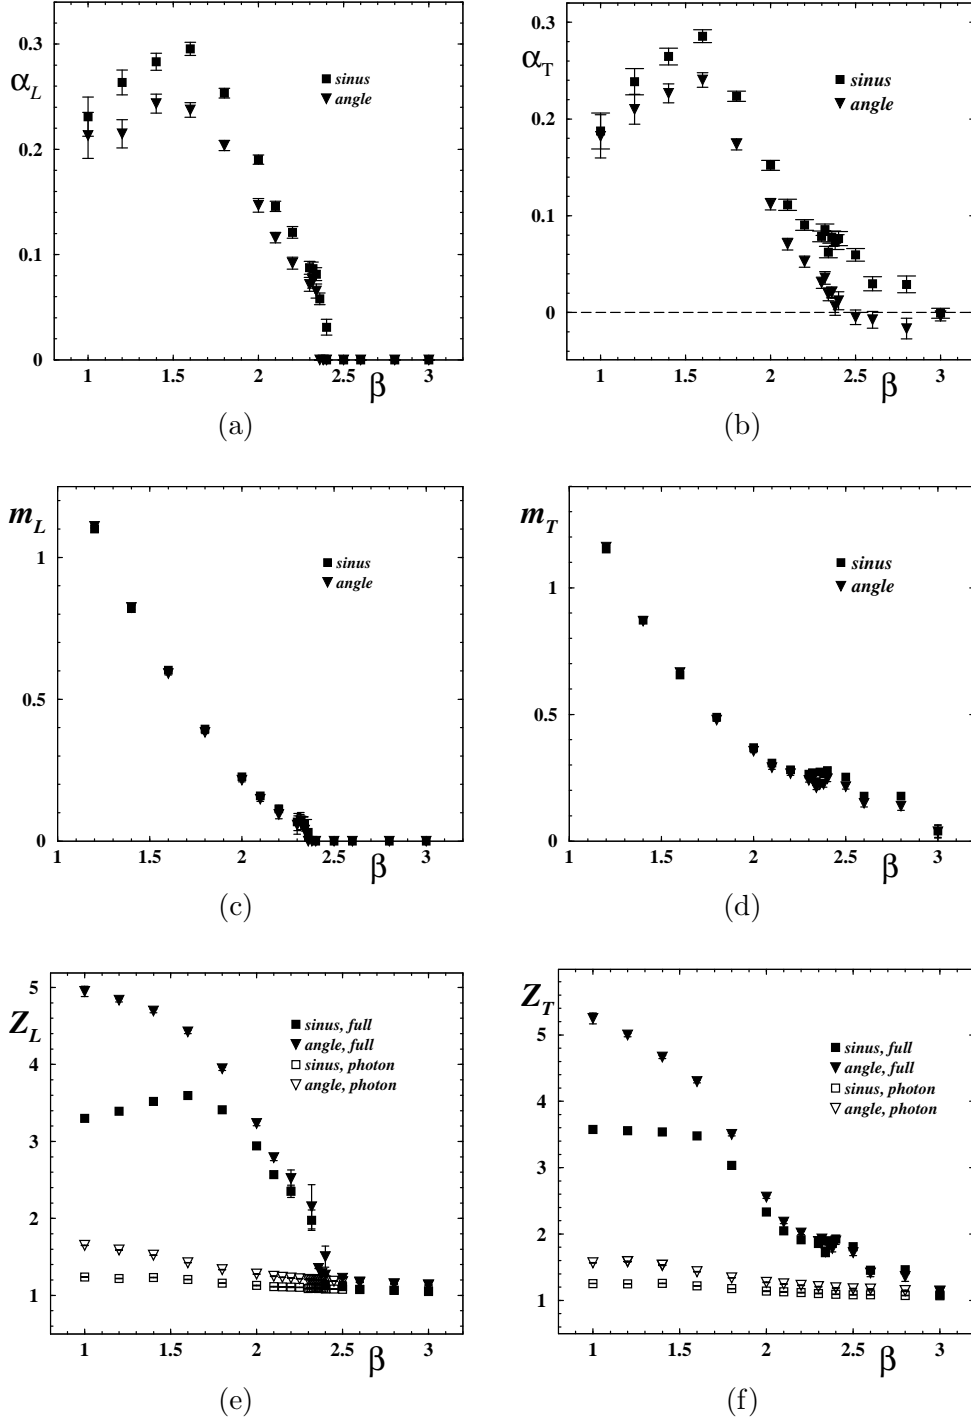 0.3
0.2
0.1
0
α_L
sinus
angle
1
1.5
2
2.5
3
β
(a)
0.3
0.2
0.1
0
α_T
sinus
angle
1
1.5
2
2.5
3
β
(b)
m_L
1
0.5
0
sinus
angle
1
1.5
2
2.5
3
β
(c)
m_T
1
0.5
0
sinus
angle
1
1.5
2
2.5
3
β
(d)
5
4
3
2
1
Z_L
sinus, full
angle, full
sinus, photon
angle, photon
1
1.5
2
2.5
3
β
(e)
5
4
3
2
1
Z_T
sinus, full
angle, full
sinus, photon
angle, photon
1
1.5
2
2.5
3
β
(f)